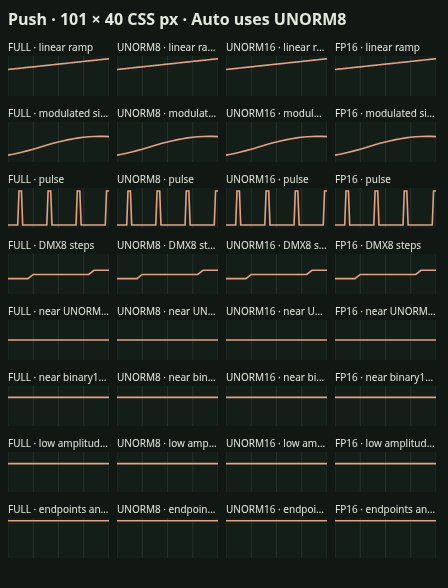 Push · 101 × 40 CSS px · Auto uses UNORM8
FULL · linear ramp UNORM8 · linear ra... UNORM16 · linear r... FP16 · linear ramp
FULL · modulated si... UNORM8 · modulat... UNORM16 · modul... FP16 · modulated si...
FULL · pulse UNORM8 · pulse UNORM16 · pulse FP16 · pulse
FULL · DMX8 steps UNORM8 · DMX8 st... UNORM16 · DMX8 s... FP16 · DMX8 steps
FULL · near UNORM... UNORM8 · near UN... UNORM16 · near U... FP16 · near UNORM...
FULL · near binary1... UNORM8 · near bin... UNORM16 · near bi... FP16 · near binary1...
FULL · low amplitud... UNORM8 · low amp... UNORM16 · low am... FP16 · low amplitud...
FULL · endpoints an... UNORM8 · endpoin... UNORM16 · endpoi... FP16 · endpoints an...